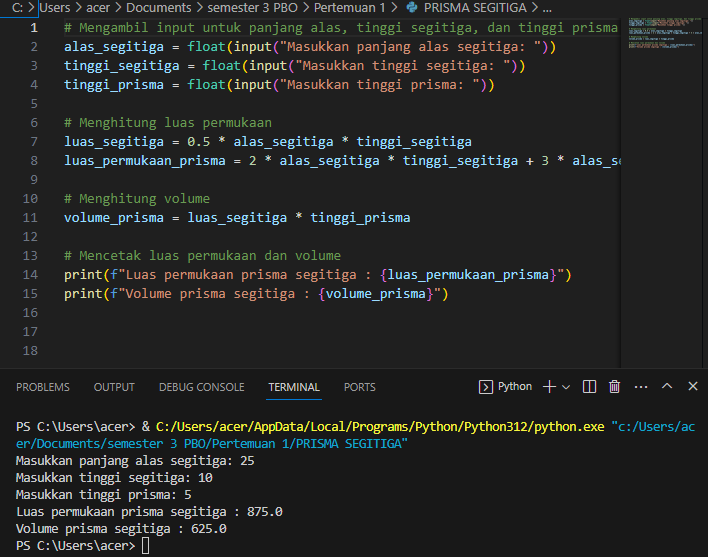 C: > Users > acer > Documents > semester 3 PBO > Pertemuan 1 > PRISMA SEGITIGA > ...
1 # Mengambil input untuk panjang alas, tinggi segitiga, dan tinggi prisma
2 alas_segitiga = float(input("Masukkan panjang alas segitiga: "))
3 tinggi_segitiga = float(input("Masukkan tinggi segitiga: "))
4 tinggi_prisma = float(input("Masukkan tinggi prisma: "))
5
6 # Menghitung luas permukaan
7 luas_segitiga = 0.5 * alas_segitiga * tinggi_segitiga
8 luas_permukaan_prisma = 2 * alas_segitiga * tinggi_segitiga + 3 * alas_se
9
10 # Menghitung volume
11 volume_prisma = luas_segitiga * tinggi_prisma
12
13 # Mencetak luas permukaan dan volume
14 print(f"Luas permukaan prisma segitiga : {luas_permukaan_prisma}")
15 print(f"Volume prisma segitiga : {volume_prisma}")
16
17
18
PROBLEMS OUTPUT DEBUG CONSOLE TERMINAL PORTS Python
PS C:\Users\acer> & C:/Users/acer/AppData/Local/Programs/Python/Python312/python.exe "c:/Users/ac
er/Documents/semester 3 PBO/Pertemuan 1/PRISMA SEGITIGA"
Masukkan panjang alas segitiga: 25
Masukkan tinggi segitiga: 10
Masukkan tinggi prisma: 5
Luas permukaan prisma segitiga : 875.0
Volume prisma segitiga : 625.0
PS C:\Users\acer>